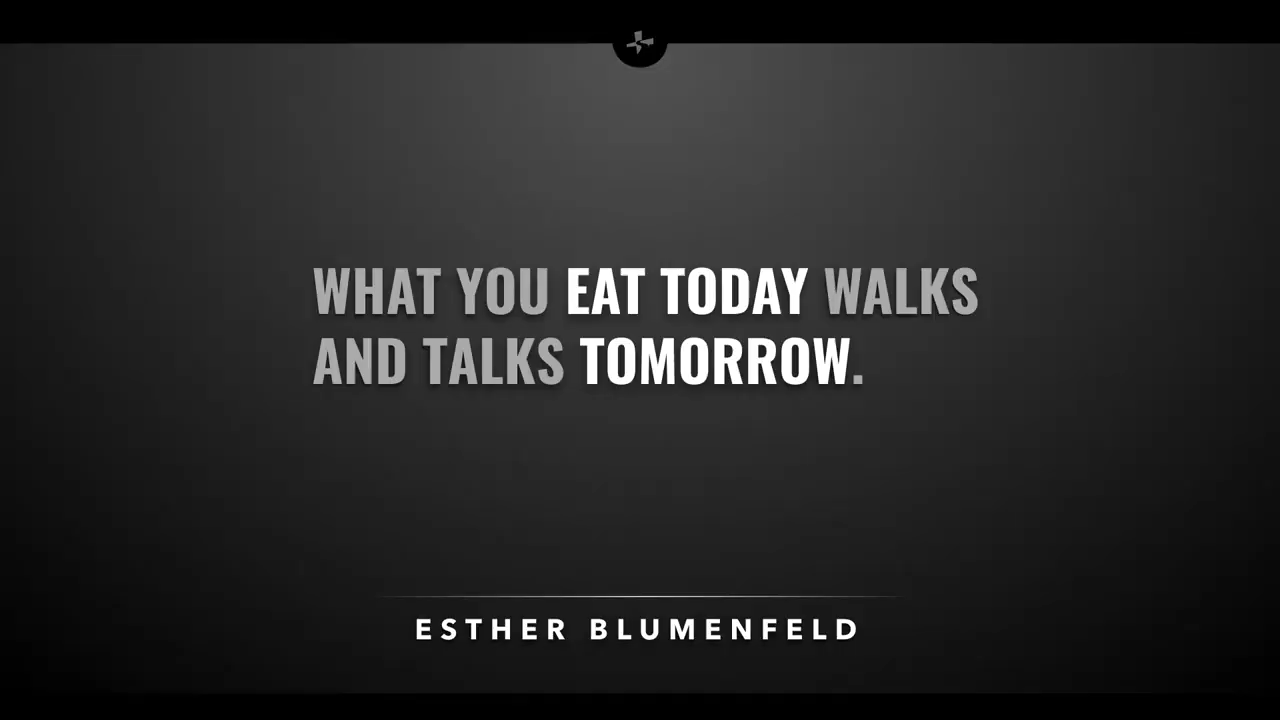 WHAT YOU EAT TODAY WALKS
AND TALKS TOMORROW.
ESTHER BLUMENFELD